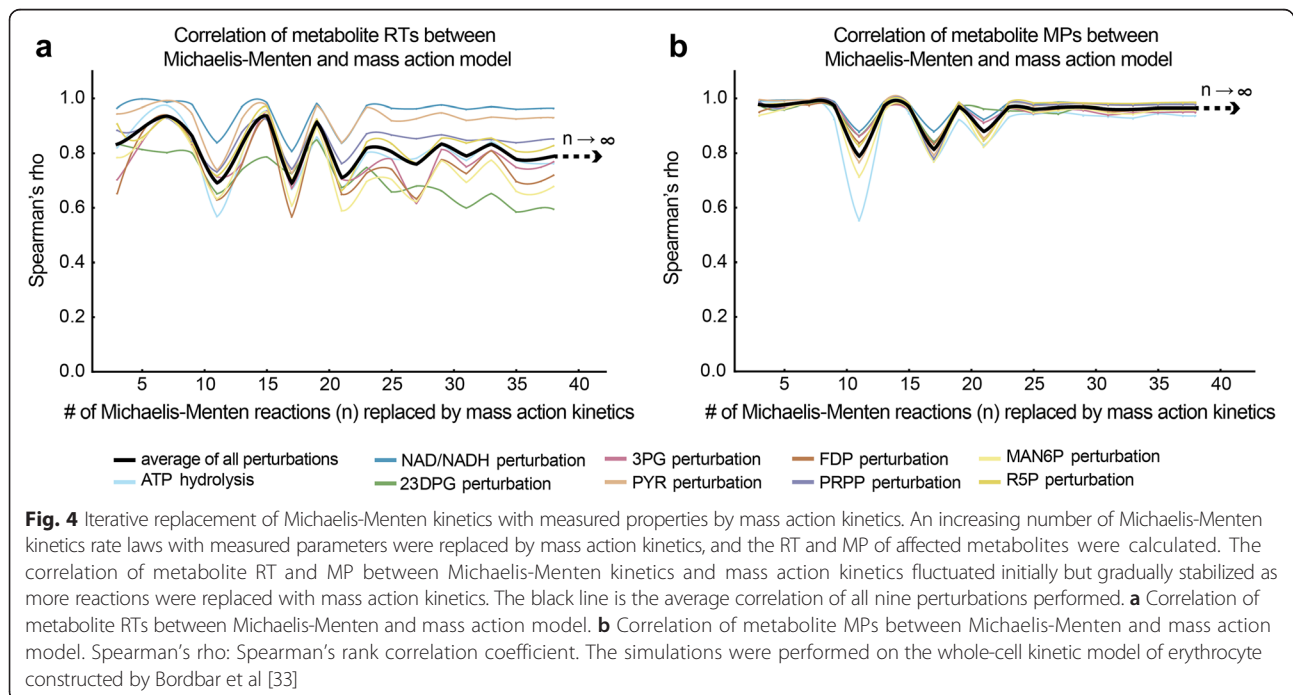 a
Correlation of metabolite RTs between
Michaelis-Menten and mass action model
Spearman's rho
1.0
0.8
0.6
0.4
0.2
0.0
n → ∞
5 10 15 20 25 30 35 40
# of Michaelis-Menten reactions (n) replaced by mass action kinetics
b
Correlation of metabolite MPs between
Michaelis-Menten and mass action model
Spearman's rho
1.0
0.8
0.6
0.4
0.2
0.0
n → ∞
5 10 15 20 25 30 35 40
# of Michaelis-Menten reactions (n) replaced by mass action kinetics
average of all perturbations NAD/NADH perturbation 3PG perturbation FDP perturbation MAN6P perturbation
ATP hydrolysis 23DPG perturbation PYR perturbation PRPP perturbation R5P perturbation
Fig. 4 Iterative replacement of Michaelis-Menten kinetics with measured properties by mass action kinetics. An increasing number of Michaelis-Menten
kinetics rate laws with measured parameters were replaced by mass action kinetics, and the RT and MP of affected metabolites were calculated. The
correlation of metabolite RT and MP between Michaelis-Menten kinetics and mass action kinetics fluctuated initially but gradually stabilized as
more reactions were replaced with mass action kinetics. The black line is the average correlation of all nine perturbations performed. a Correlation of
metabolite RTs between Michaelis-Menten and mass action model. b Correlation of metabolite MPs between Michaelis-Menten and mass action
model. Spearman's rho: Spearman's rank correlation coefficient. The simulations were performed on the whole-cell kinetic model of erythrocyte
constructed by Bordbar et al [33]